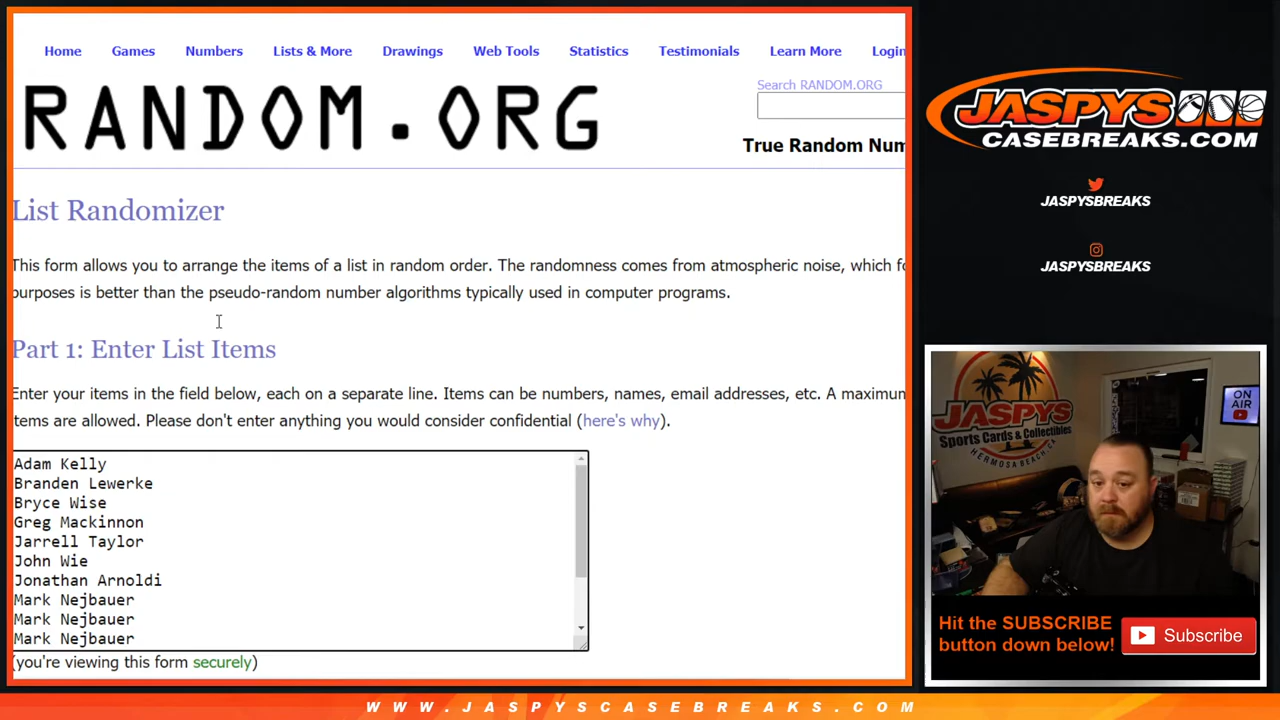 Home Games Numbers Lists & More Drawings Web Tools Statistics Testimonials Learn More Login
RANDOM.ORG
Search RANDOM.ORG
True Random Num
List Randomizer
This form allows you to arrange the items of a list in random order. The randomness comes from atmospheric noise, which fo
purposes is better than the pseudo-random number algorithms typically used in computer programs.
Part 1: Enter List Items
Enter your items in the field below, each on a separate line. Items can be numbers, names, email addresses, etc. A maximum
items are allowed. Please don't enter anything you would consider confidential (here's why).
Adam Kelly
Branden Lewerke
Bryce Wise
Greg Mackinnon
Jarrell Taylor
John Wie
Jonathan Arnoldi
Mark Nejbauer
Mark Nejbauer
Mark Nejbauer
(you're viewing this form securely)
JASPYS
CASEBREAKS.COM
JASPYSBREAKS
JASPYSBREAKS
JASPYS
Sports Cards & Collectibles
HERMOSA BEACH, CA
ON
AIR
Hit the SUBSCRIBE
button down below!
Subscribe
WWW.JASPYSCASEBREAKS.COM